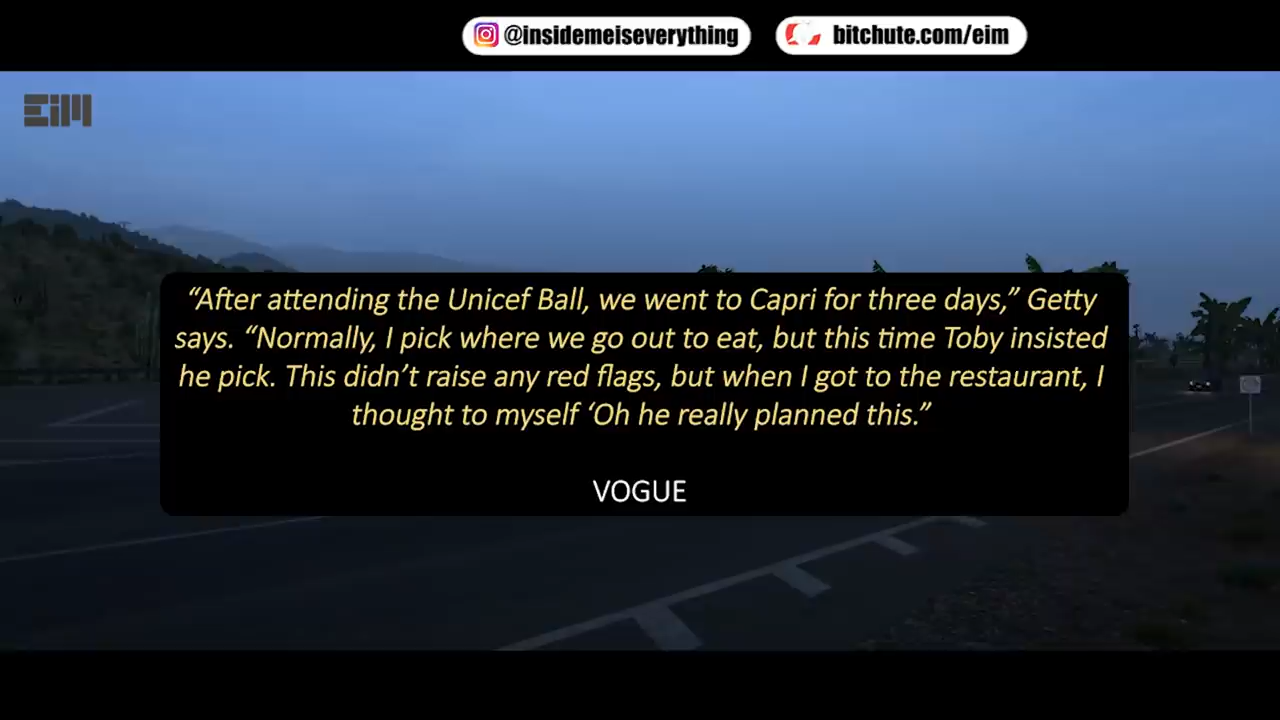 @insidemeiseverything
bitchute.com/eim
EiM
“After attending the Unicef Ball, we went to Capri for three days,” Getty
says. “Normally, I pick where we go out to eat, but this time Toby insisted
he pick. This didn’t raise any red flags, but when I got to the restaurant, I
thought to myself ‘Oh he really planned this.”
VOGUE